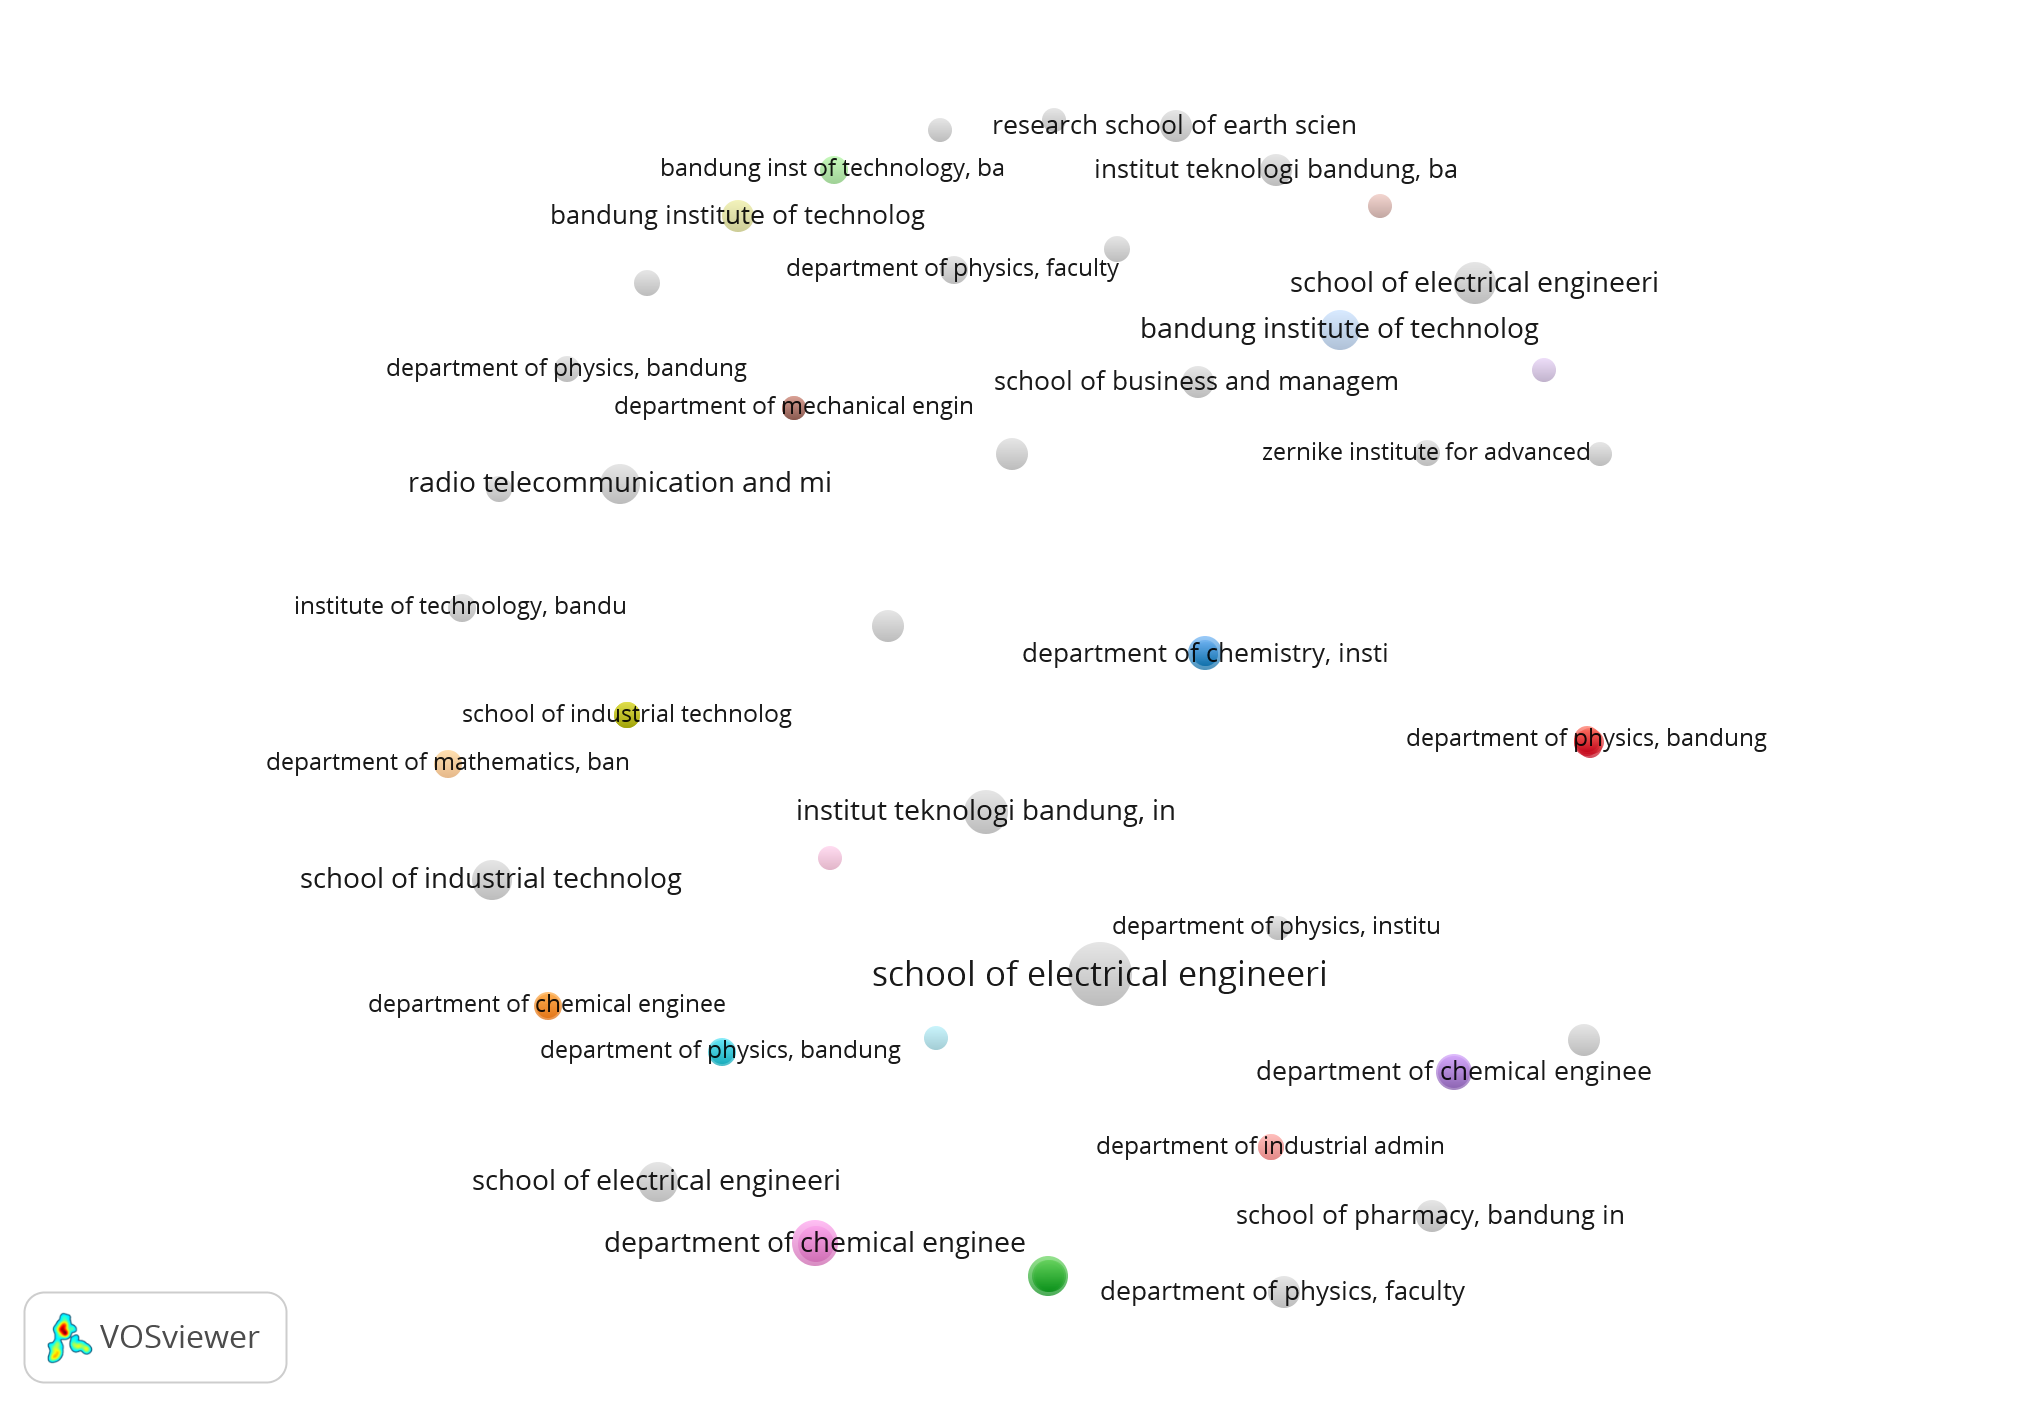 research school of earth scien
bandung inst of technology, ba
institut teknologi bandung, ba
bandung institute of technolog
department of physics, faculty
school of electrical engineeri
bandung institute of technolog
department of physics, bandung
school of business and managem
department of mechanical engin
zernike institute for advanced
radio telecommunication and mi
institute of technology, bandu
department of chemistry, insti
school of industrial technolog
department of physics, bandung
department of mathematics, ban
institut teknologi bandung, in
school of industrial technolog
department of physics, institu
school of electrical engineeri
department of chemical enginee
department of physics, bandung
department of chemical enginee
department of industrial admin
school of electrical engineeri
school of pharmacy, bandung in
department of chemical enginee
department of physics, faculty
VOSviewer